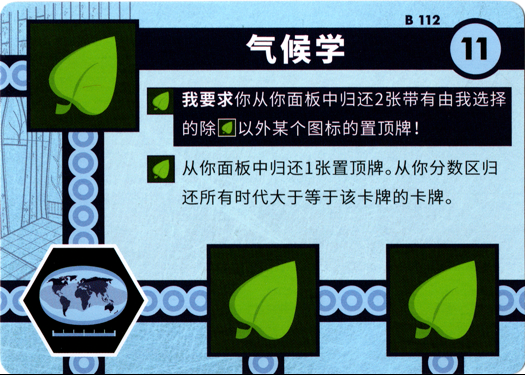 B 112
气候学
11
我要求你从你面板中归还2张带有由我选择
的除以外某个图标的置顶牌!
从你面板中归还1张置顶牌。从你分数区归
还所有时代大于等于该卡牌的卡牌。